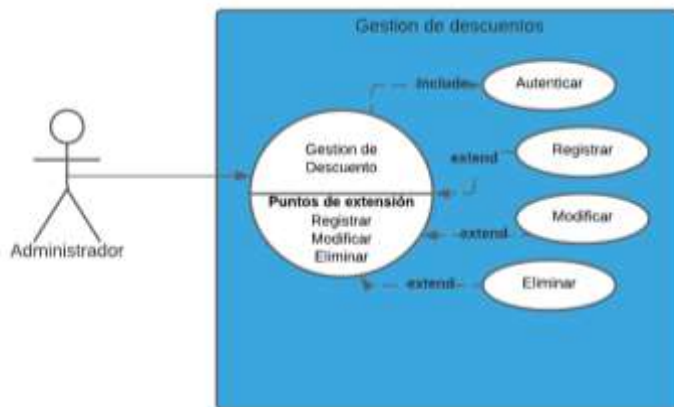 Gestion de descuentos
Include
Autenticar
Gestion de
Descuento
extend
Registrar
Puntos de extensión
Registrar
Modificar
Eliminar
extend
Modificar
extend
Eliminar
Administrador